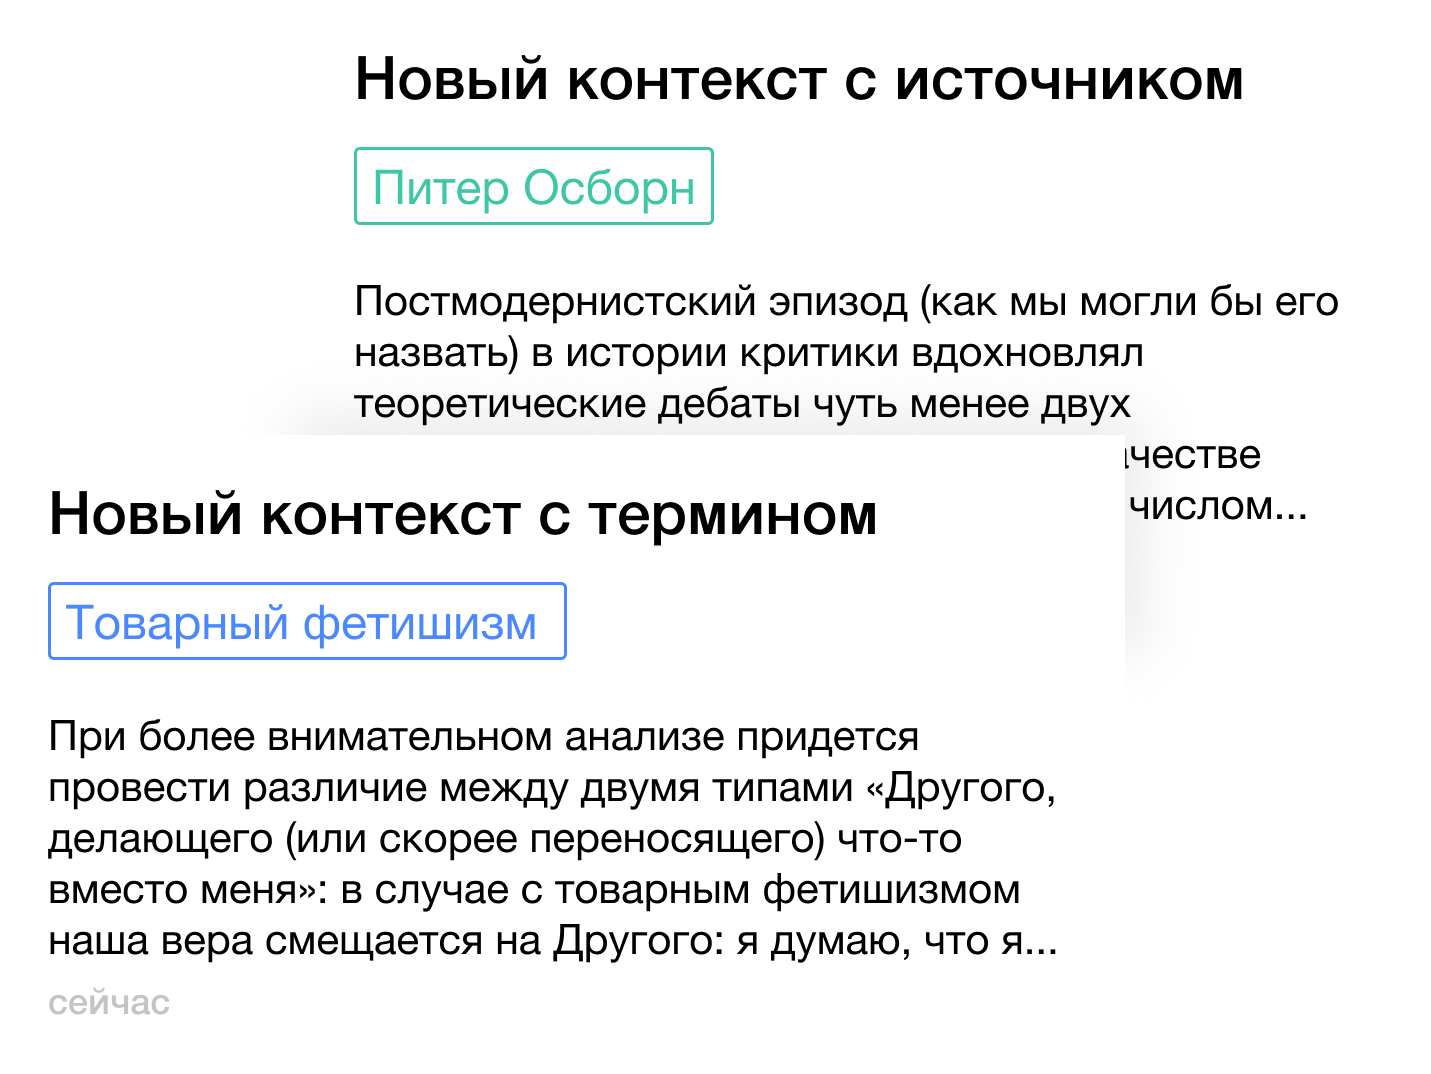 Новый контекст с источником
Питер Осборн
Постмодернистский эпизод (как мы могли бы его
назвать) в истории критики вдохновлял
теоретические дебаты чуть менее двух
числом...
Новый контекст с термином
Товарный фетишизм
При более внимательном анализе придется
провести различие между двумя типами «Другого,
делающего (или скорее переносящего) что-то
вместо меня»: в случае с товарным фетишизмом
наша вера смещается на Другого: я думаю, что я...
сейчас